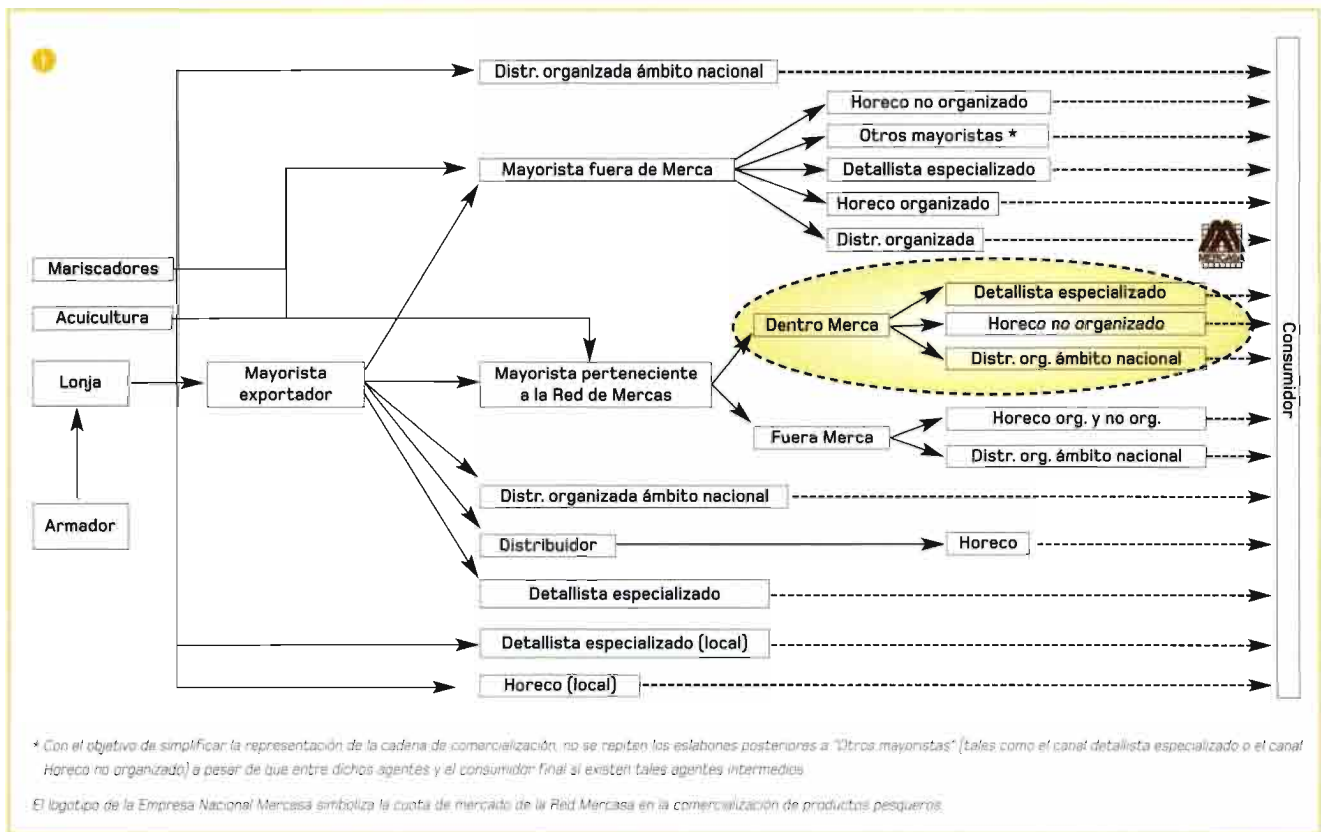 Distr. organizada ámbito nacional
Horeco no organizado
Otros mayoristas *
Mayorista fuera de Merca
Detallista especializado
Horeco organizado
Distr. organizada
MERCASA
Mariscadores
Acuicultura
Dentro Merca
Detallista especializado
Horeco no organizado
Distr. org. ámbito nacional
Consumidor
Lonja
Mayorista
exportador
Mayorista perteneciente
a la Red de Mercas
Fuera Merca
Horeco org. y no org.
Distr. org. ámbito nacional
Armador
Distr. organizada ámbito nacional
Distribuidor
Horeco
Detallista especializado
Detallista especializado (local)
Horeco (local)
* Con el objetivo de simplificar la representación de la cadena de comercialización, no se repiten los eslabones posteriores a "Otros mayoristas" (tales como el canal detallista especializado o el canal
Horeco no organizado) a pesar de que entre dichos agentes y el consumidor final sí existen tales agentes intermedios
El logotipo de la Empresa Nacional Mercasa simboliza la cuota de mercado de la Red Mercasa en la comercialización de productos pesqueros.